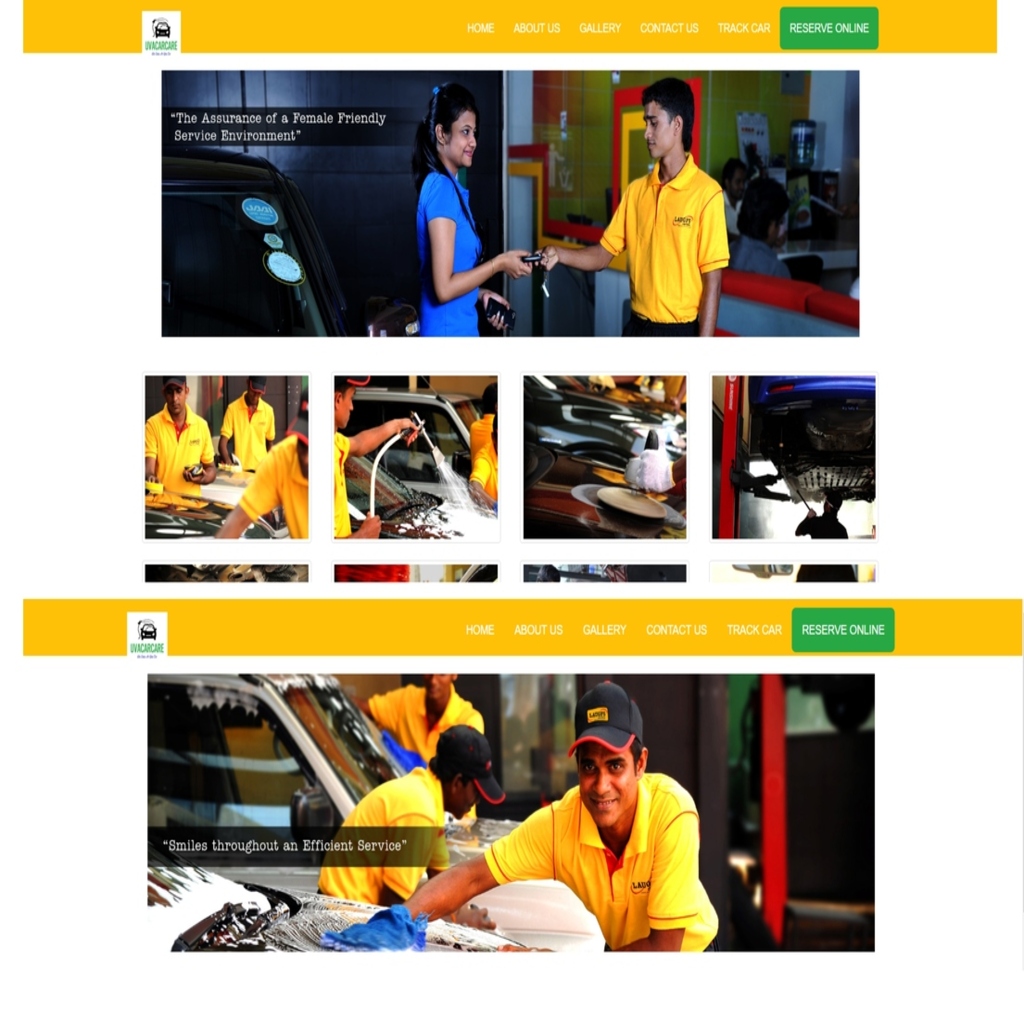 UVACARCARE
HOME ABOUT US GALLERY CONTACT US TRACK CAR RESERVE ONLINE
“The Assurance of a Female Friendly
Service Environment”
UVACARCARE
HOME ABOUT US GALLERY CONTACT US TRACK CAR RESERVE ONLINE
“Smiles throughout an Efficient Service”